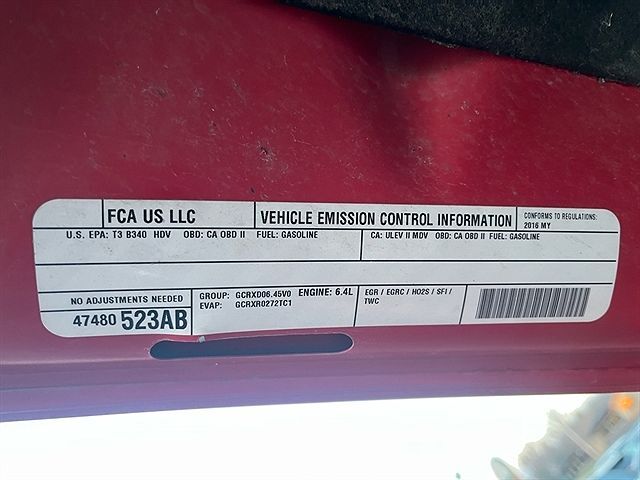 FCA US LLC
VEHICLE EMISSION CONTROL INFORMATION
CONFORMS TO REGULATIONS:
2016 MY
U.S. EPA: T3 B340 HDV OBD: CA OBD II FUEL: GASOLINE
CA: ULEV II MDV OBD: CA OBD II FUEL: GASOLINE
NO ADJUSTMENTS NEEDED
47480 523AB
GROUP: GCRXD06.45V0 ENGINE: 6.4L
EVAP: GCRXR0272TC1
EGR / EGRC / HO2S / SFI /
TWC